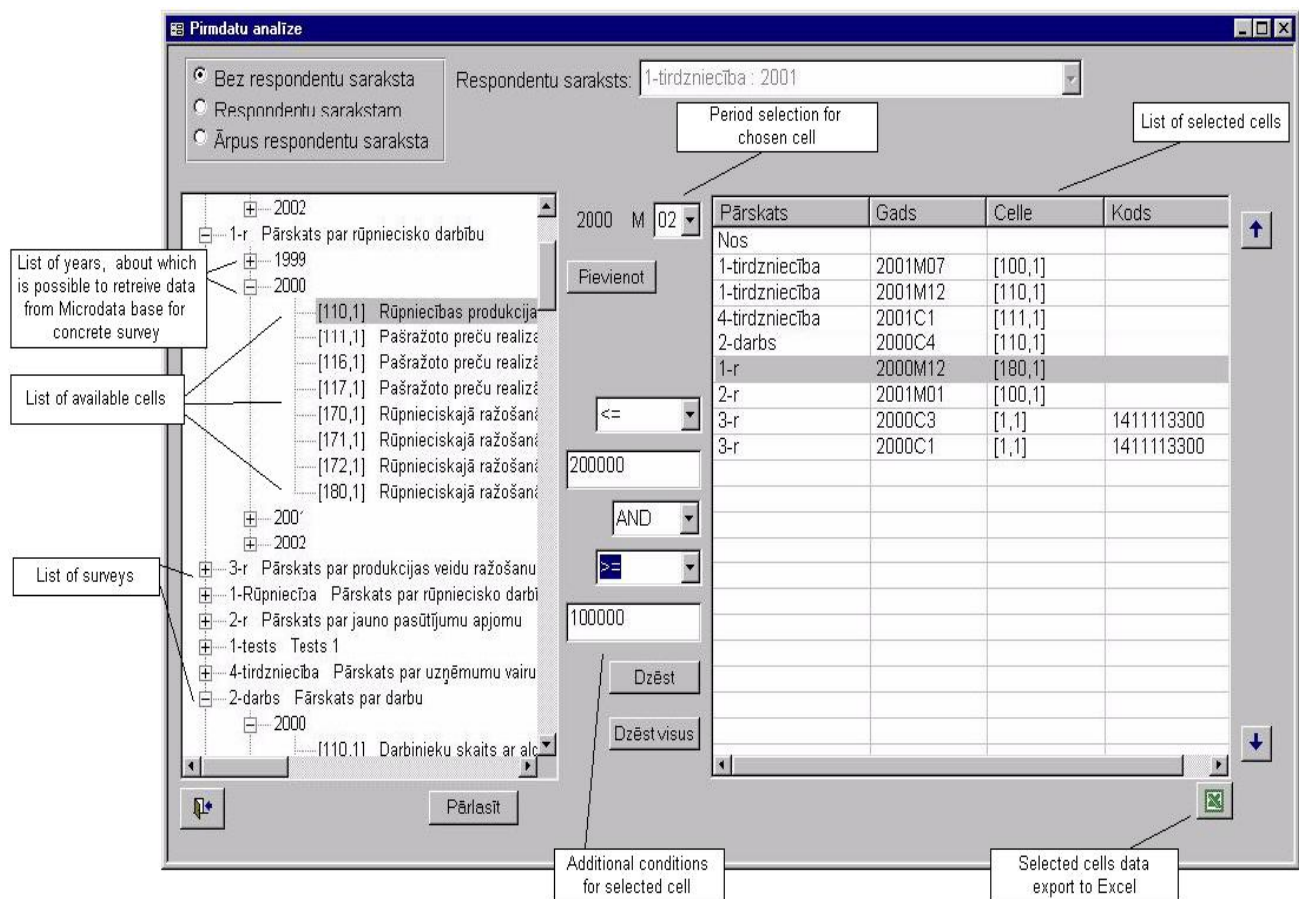 Pirmdatu analīze
Bez respondentu saraksta
Respondentu sarakstam
Ārpus respondentu saraksta
Respondentu saraksts:
1-tirdzniecība : 2001
Period selection for
chosen cell
List of selected cells
2002
1-r Pārskats par rūpniecisko darbību
1999
2000
[110,1] Rūpniecības produkcija
[111,1] Pašražoto preču realizā
[116,1] Pašražoto preču realizā
[117,1] Pašražoto preču realizā
[170,1] Rūpnieciskajā ražošanā
[171,1] Rūpnieciskajā ražošanā
[172,1] Rūpnieciskajā ražošanā
[180,1] Rūpnieciskajā ražošanā
2001
2002
3-r Pārskats par produkcijas veidu ražošanu
1-Rūpniecība Pārskats par rūpniecisko darbī
2-r Pārskats par jauno pasūtījumu apjomu
1-tests Tests 1
4-tirdzniecība Pārskats par uzņēmumu vairu
2-darbs Pārskats par darbu
2000
[110,1] Darbinieku skaits ar
List of years, about which
is possible to retreive data
from Microdata base for
concrete survey
List of available cells
List of surveys
2000 M 02
Pievienot
<=
200000
AND
>=
100000
Dzēst
Dzēst visus
Pārskats Gads Celle Kods
Nos
1-tirdzniecība 2001M07 [100,1]
1-tirdzniecība 2001M12 [110,1]
4-tirdzniecība 2001C1 [111,1]
2-darbs 2000C4 [110,1]
1-r 2000M12 [180,1]
2-r 2001M01 [100,1]
3-r 2000C3 [1,1] 1411113300
3-r 2000C1 [1,1] 1411113300
Pārlasīt
Additional conditions
for selected cell
Selected cells data
export to Excel